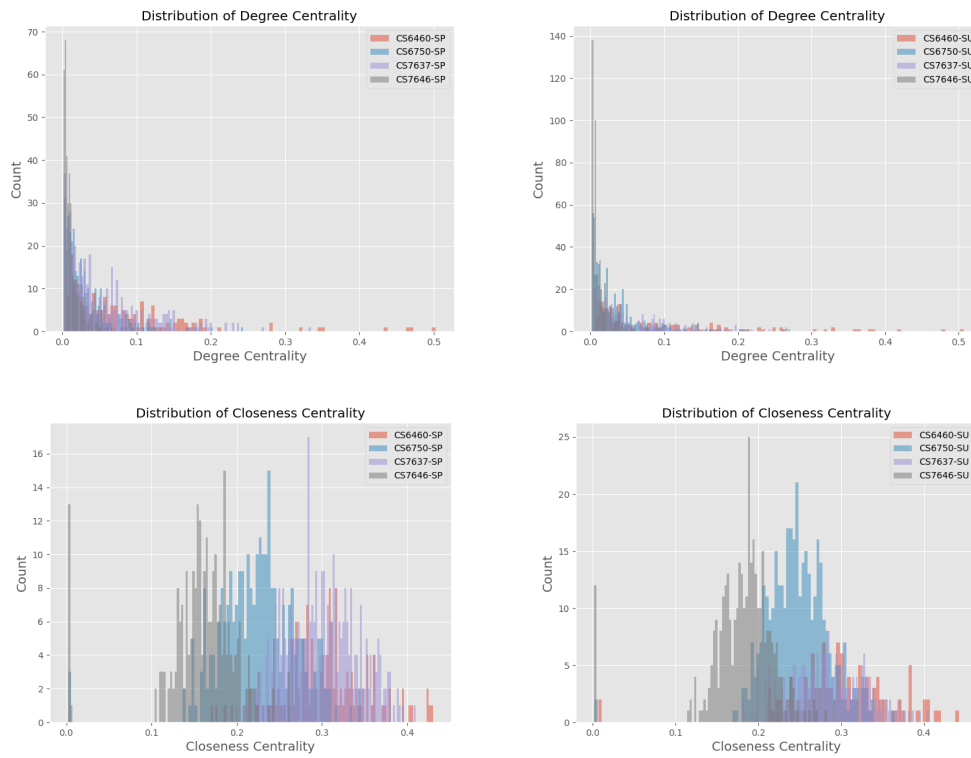 Distribution of Degree Centrality
70
60
50
40
30
20
10
0
Count
CS6460-SP
CS6750-SP
CS7637-SP
CS7646-SP
0.0 0.1 0.2 0.3 0.4 0.5
Degree Centrality
Distribution of Degree Centrality
140
120
100
80
60
40
20
0
Count
CS6460-SU
CS6750-SU
CS7637-SU
CS7646-SU
0.0 0.1 0.2 0.3 0.4 0.5
Degree Centrality
Distribution of Closeness Centrality
16
14
12
10
8
6
4
2
0
Count
CS6460-SP
CS6750-SP
CS7637-SP
CS7646-SP
0.0 0.1 0.2 0.3 0.4
Closeness Centrality
Distribution of Closeness Centrality
25
20
15
10
5
0
Count
CS6460-SU
CS6750-SU
CS7637-SU
CS7646-SU
0.0 0.1 0.2 0.3 0.4
Closeness Centrality